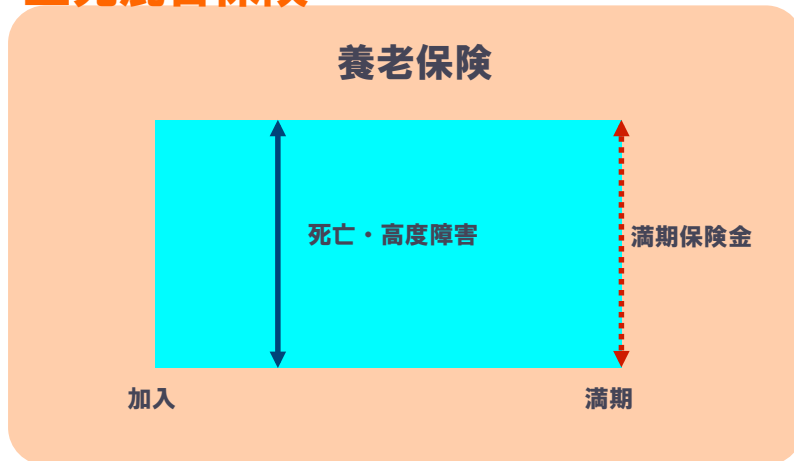 養老保険
死亡・高度障害
満期保険金
加入
満期